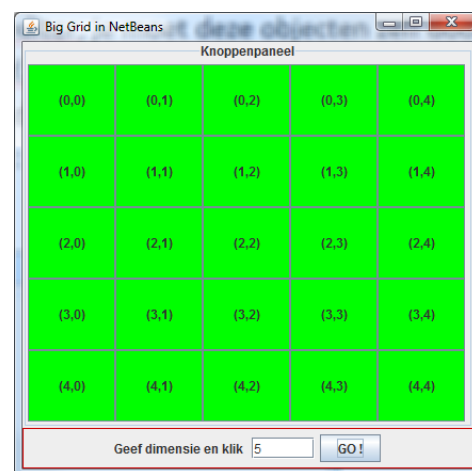 Big Grid in NetBeans
Knoppenpaneel
(0,0) (0,1) (0,2) (0,3) (0,4)
(1,0) (1,1) (1,2) (1,3) (1,4)
(2,0) (2,1) (2,2) (2,3) (2,4)
(3,0) (3,1) (3,2) (3,3) (3,4)
(4,0) (4,1) (4,2) (4,3) (4,4)
Geef dimensie en klik 5 GO !